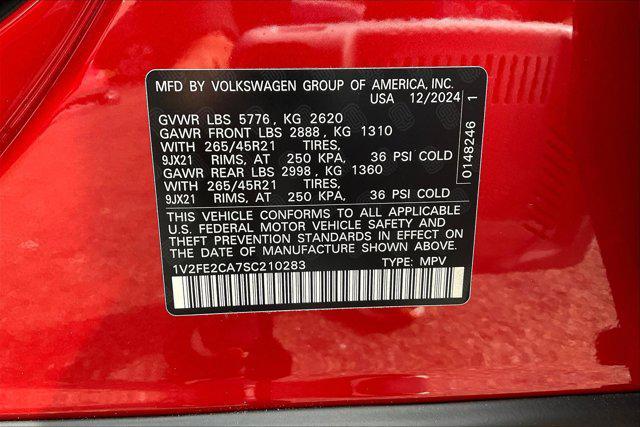 MFD BY VOLKSWAGEN GROUP OF AMERICA, INC.
USA 12/2024
GVWR LBS 5776, KG 2620
GAWR FRONT LBS 2888, KG 1310
WITH 265/45R21 TIRES,
9JX21 RIMS, AT 250 KPA, 36 PSI COLD
GAWR REAR LBS 2998, KG 1360
WITH 265/45R21 TIRES,
9JX21 RIMS, AT 250 KPA, 36 PSI COLD
THIS VEHICLE CONFORMS TO ALL APPLICABLE
U.S. FEDERAL MOTOR VEHICLE SAFETY AND
THEFT PREVENTION STANDARDS IN EFFECT ON
THE DATE OF MANUFACTURE SHOWN ABOVE.
1V2FE2CA7SC210283 TYPE: MPV
0148246 1